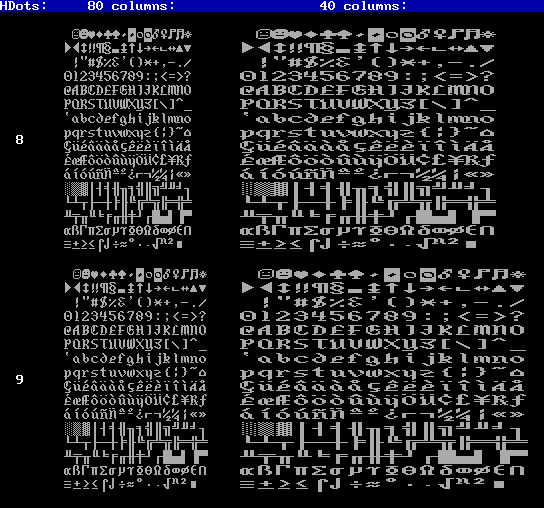 HDots: 80 columns: 40 columns:
☺☻♥♦♣♠•◘○◙♂♀♪♫☼ ☺☻♥♦♣♠•◘○◙♂♀♪♫☼
►◄↕‼¶§▬↨↑↓→←∟↔▲▼ ►◄↕‼¶§▬↨↑↓→←∟↔▲▼
!"#$%&'()*+,-./ !"#$%&'()*+,-./
0123456789:;<=>? 0123456789:;<=>?
@ABCDEFGHIJKLMNO @ABCDEFGHIJKLMNO
PQRSTUVWXYZ[\]^_ PQRSTUVWXYZ[\]^_
`abcdefghijklmno `abcdefghijklmno
8
pqrstuvwxyz{¦}~⌂ pqrstuvwxyz{¦}~⌂
ÇüéâäàåçêëèïîìÄÅ ÇüéâäàåçêëèïîìÄÅ
ÉæÆôöòûùÿÖÜ¢£¥₧ƒ ÉæÆôöòûùÿÖÜ¢£¥₧ƒ
áíóúñÑªº¿⌐¬½¼¡«» áíóúñÑªº¿⌐¬½¼¡«»
░▒▓│┤╡╢╖╕╣║╗╝╜╛┐ ░▒▓│┤╡╢╖╕╣║╗╝╜╛┐
└┴┬├─┼╞╟╚╔╩╦╠═╬╧ └┴┬├─┼╞╟╚╔╩╦╠═╬╧
╨╤╥╙╘╒╓╫╪┘┌█▄▌▐▀ ╨╤╥╙╘╒╓╫╪┘┌█▄▌▐▀
αßΓπΣσµτΦΘΩδ∞φε∩ αßΓπΣσµτΦΘΩδ∞φε∩
≡±≥≤⌠⌡÷≈°∙·√ⁿ²■ ≡±≥≤⌠⌡÷≈°∙·√ⁿ²■
☺☻♥♦♣♠•◘○◙♂♀♪♫☼ ☺☻♥♦♣♠•◘○◙♂♀♪♫☼
►◄↕‼¶§▬↨↑↓→←∟↔▲▼ ►◄↕‼¶§▬↨↑↓→←∟↔▲▼
!"#$%&'()*+,-./ !"#$%&'()*+,-./
0123456789:;<=>? 0123456789:;<=>?
@ABCDEFGHIJKLMNO @ABCDEFGHIJKLMNO
PQRSTUVWXYZ[\]^_ PQRSTUVWXYZ[\]^_
`abcdefghijklmno `abcdefghijklmno
9
pqrstuvwxyz{¦}~⌂ pqrstuvwxyz{¦}~⌂
ÇüéâäàåçêëèïîìÄÅ ÇüéâäàåçêëèïîìÄÅ
ÉæÆôöòûùÿÖÜ¢£¥₧ƒ ÉæÆôöòûùÿÖÜ¢£¥₧ƒ
áíóúñÑªº¿⌐¬½¼¡«» áíóúñÑªº¿⌐¬½¼¡«»
░▒▓│┤╡╢╖╕╣║╗╝╜╛┐ ░▒▓│┤╡╢╖╕╣║╗╝╜╛┐
└┴┬├─┼╞╟╚╔╩╦╠═╬╧ └┴┬├─┼╞╟╚╔╩╦╠═╬╧
╨╤╥╙╘╒╓╫╪┘┌█▄▌▐▀ ╨╤╥╙╘╒╓╫╪┘┌█▄▌▐▀
αßΓπΣσµτΦΘΩδ∞φε∩ αßΓπΣσµτΦΘΩδ∞φε∩
≡±≥≤⌠⌡÷≈°∙·√ⁿ²■ ≡±≥≤⌠⌡÷≈°∙·√ⁿ²■